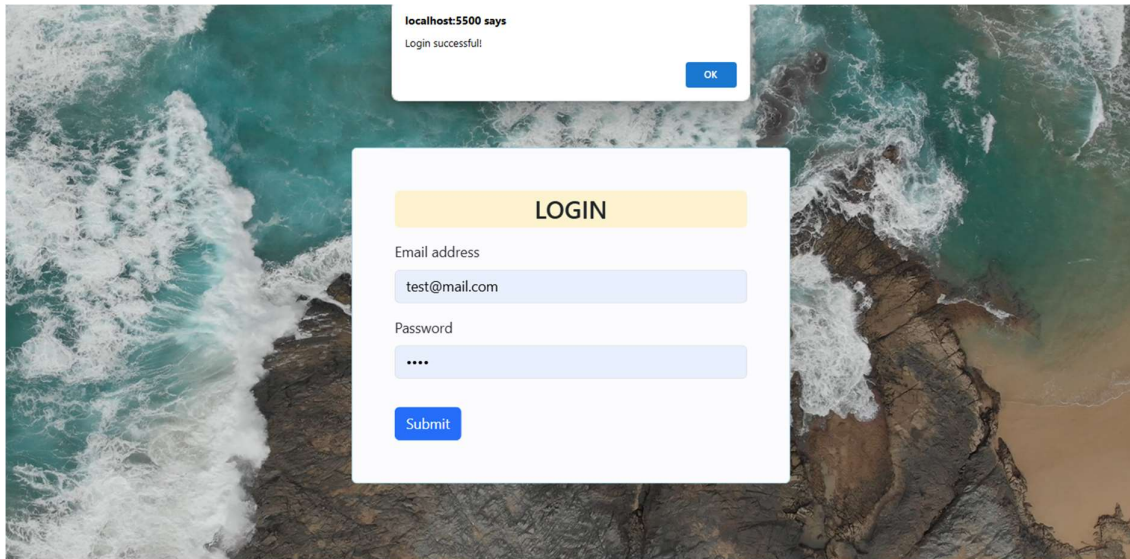 localhost:5500 says
Login successful!
OK
LOGIN
Email address
test@mail.com
Password
••••
Submit